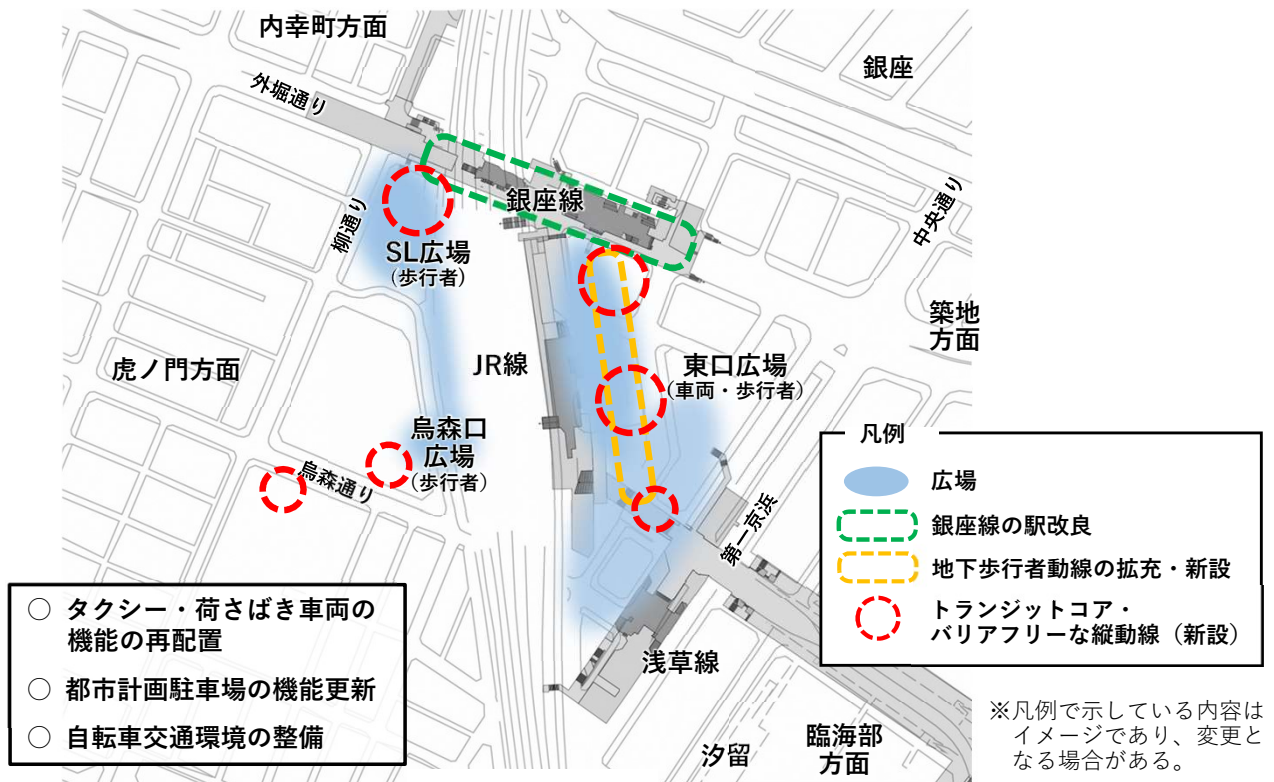 内幸町方面
銀座
外堀通り
中央通り
銀座線
柳通り
SL広場
(歩行者)
築地
方面
虎ノ門方面
JR線
東口広場
(車両・歩行者)
烏森口
広場
(歩行者)
烏森通り
第一京浜
浅草線
汐留
臨海部
方面
凡例
広場
銀座線の駅改良
地下歩行者動線の拡充・新設
トランジットコア・
バリアフリーな縦動線（新設）
○ タクシー・荷さばき車両の
機能の再配置
○ 都市計画駐車場の機能更新
○ 自転車交通環境の整備
※凡例で示している内容は
イメージであり、変更と
なる場合がある。